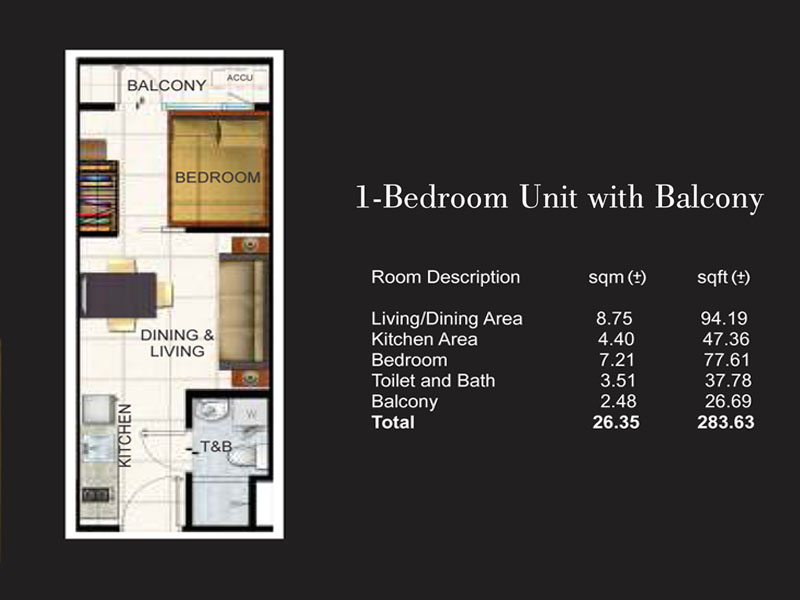 BALCONY
ACCU
BEDROOM
DINING &
LIVING
KITCHEN
W
T&B
1-Bedroom Unit with Balcony
Room Description sqm (±) sqft (±)
Living/Dining Area 8.75 94.19
Kitchen Area 4.40 47.36
Bedroom 7.21 77.61
Toilet and Bath 3.51 37.78
Balcony 2.48 26.69
Total 26.35 283.63